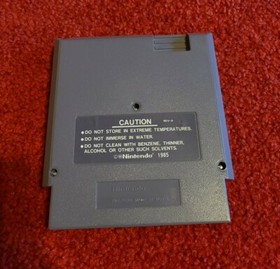 CAUTION
• DO NOT STORE IN EXTREME TEMPERATURES.
• DO NOT IMMERSE IN WATER.
• DO NOT CLEAN WITH BENZENE, THINNER,
ALCOHOL OR OTHER SUCH SOLVENTS.
Nintendo 1985